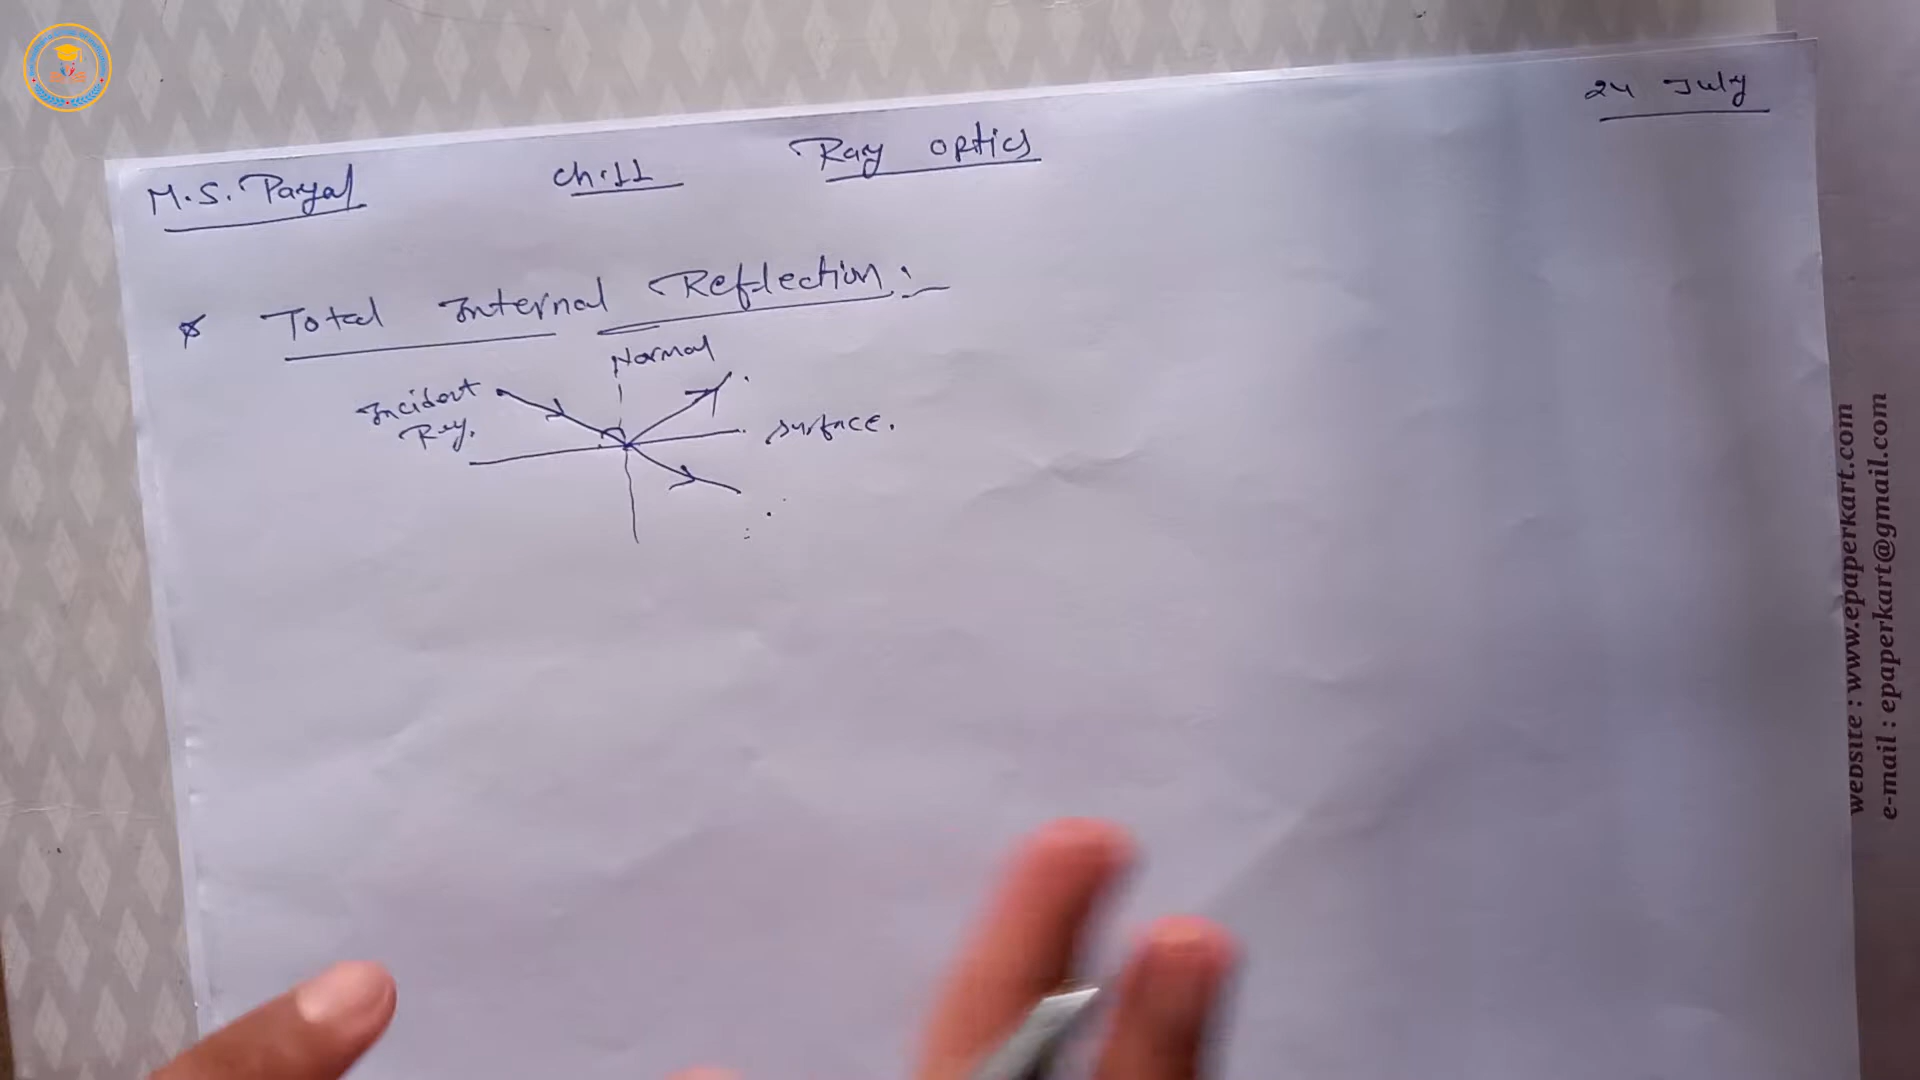 24 July
M.S. Payal ch.11 Ray optics
* Total Internal Reflection :-
Normal
Incident
Ray.
surface.
website : www.epaperkart.com
e-mail : epaperkart@gmail.com